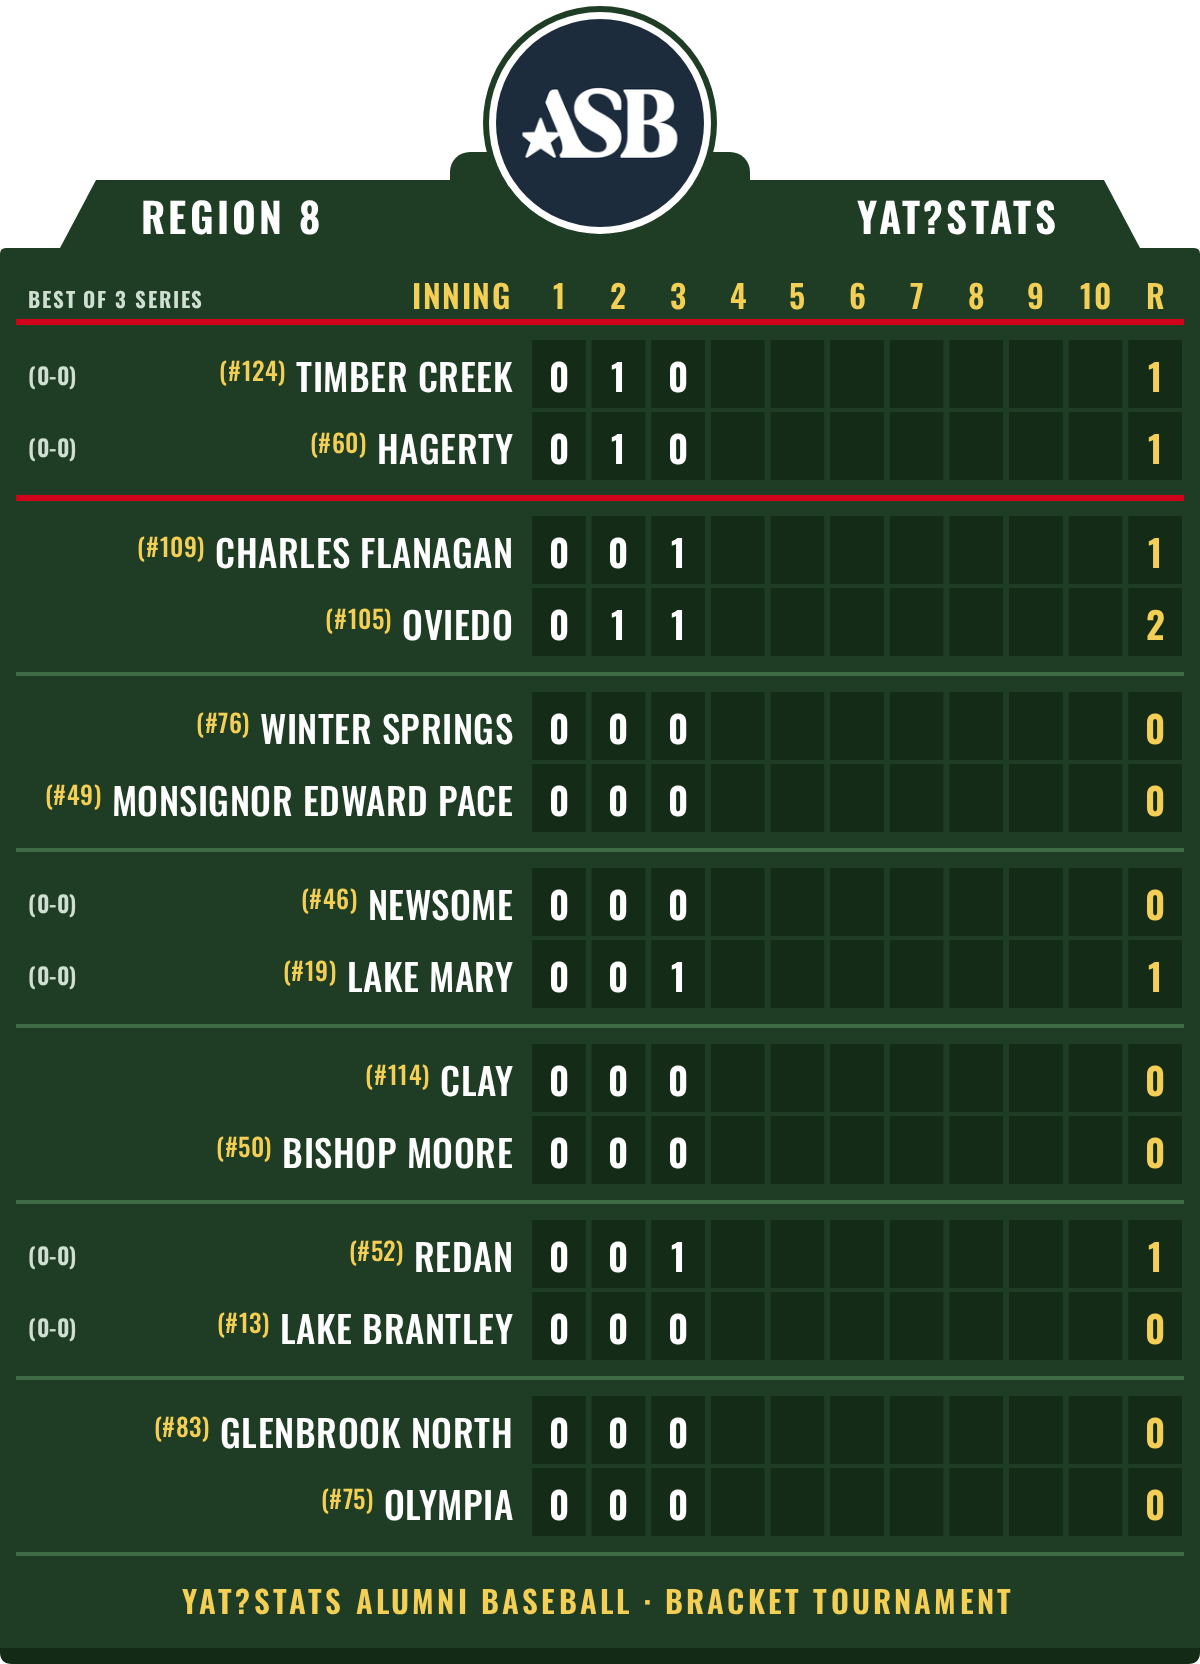 ASB
REGION 8 YAT?STATS
BEST OF 3 SERIES INNING 1 2 3 4 5 6 7 8 9 10 R
(0-0) (#124) TIMBER CREEK 0 1 0 1
(0-0) (#60) HAGERTY 0 1 0 1
(#109) CHARLES FLANAGAN 0 0 1 1
(#105) OVIEDO 0 1 1 2
(#76) WINTER SPRINGS 0 0 0 0
(#49) MONSIGNOR EDWARD PACE 0 0 0 0
(0-0) (#46) NEWSOME 0 0 0 0
(0-0) (#19) LAKE MARY 0 0 1 1
(#114) CLAY 0 0 0 0
(#50) BISHOP MOORE 0 0 0 0
(0-0) (#52) REDAN 0 0 1 1
(0-0) (#13) LAKE BRANTLEY 0 0 0 0
(#83) GLENBROOK NORTH 0 0 0 0
(#75) OLYMPIA 0 0 0 0
YAT?STATS ALUMNI BASEBALL · BRACKET TOURNAMENT